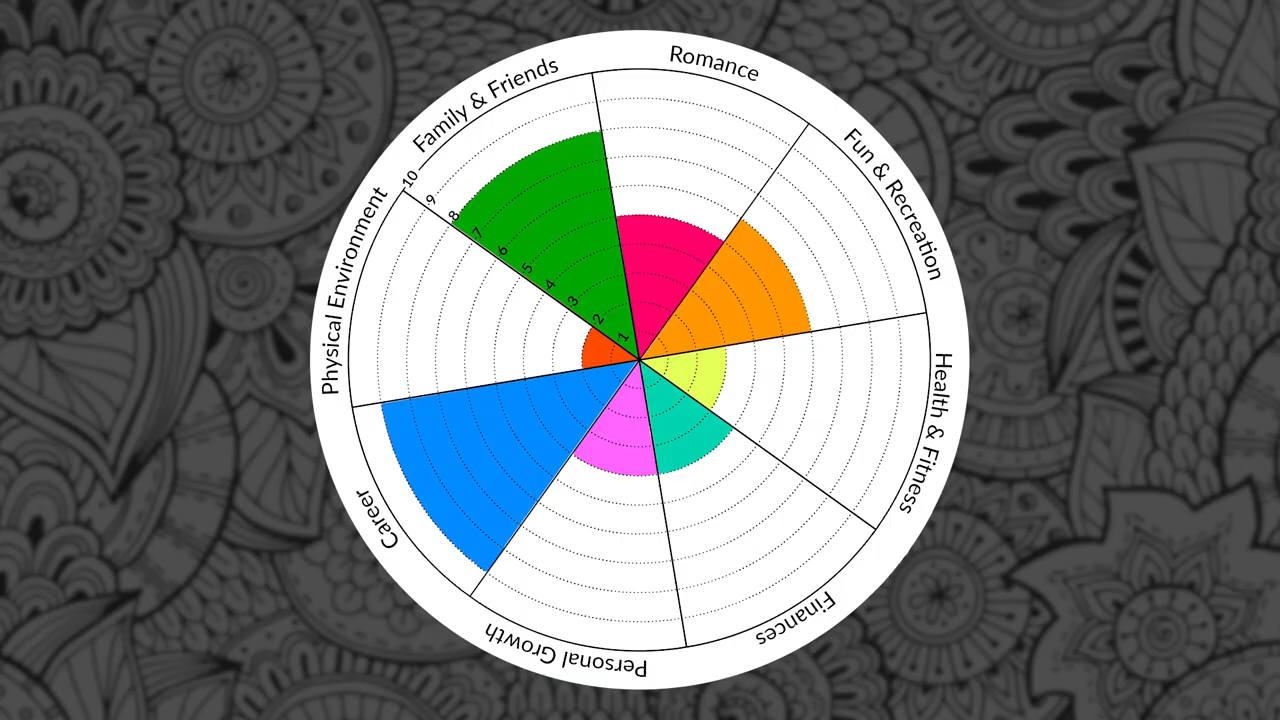 Romance
Fun & Recreation
Health & Fitness
Finances
Personal Growth
Career
Physical Environment
Family & Friends
10
9
8
7
6
5
4
3
2
1